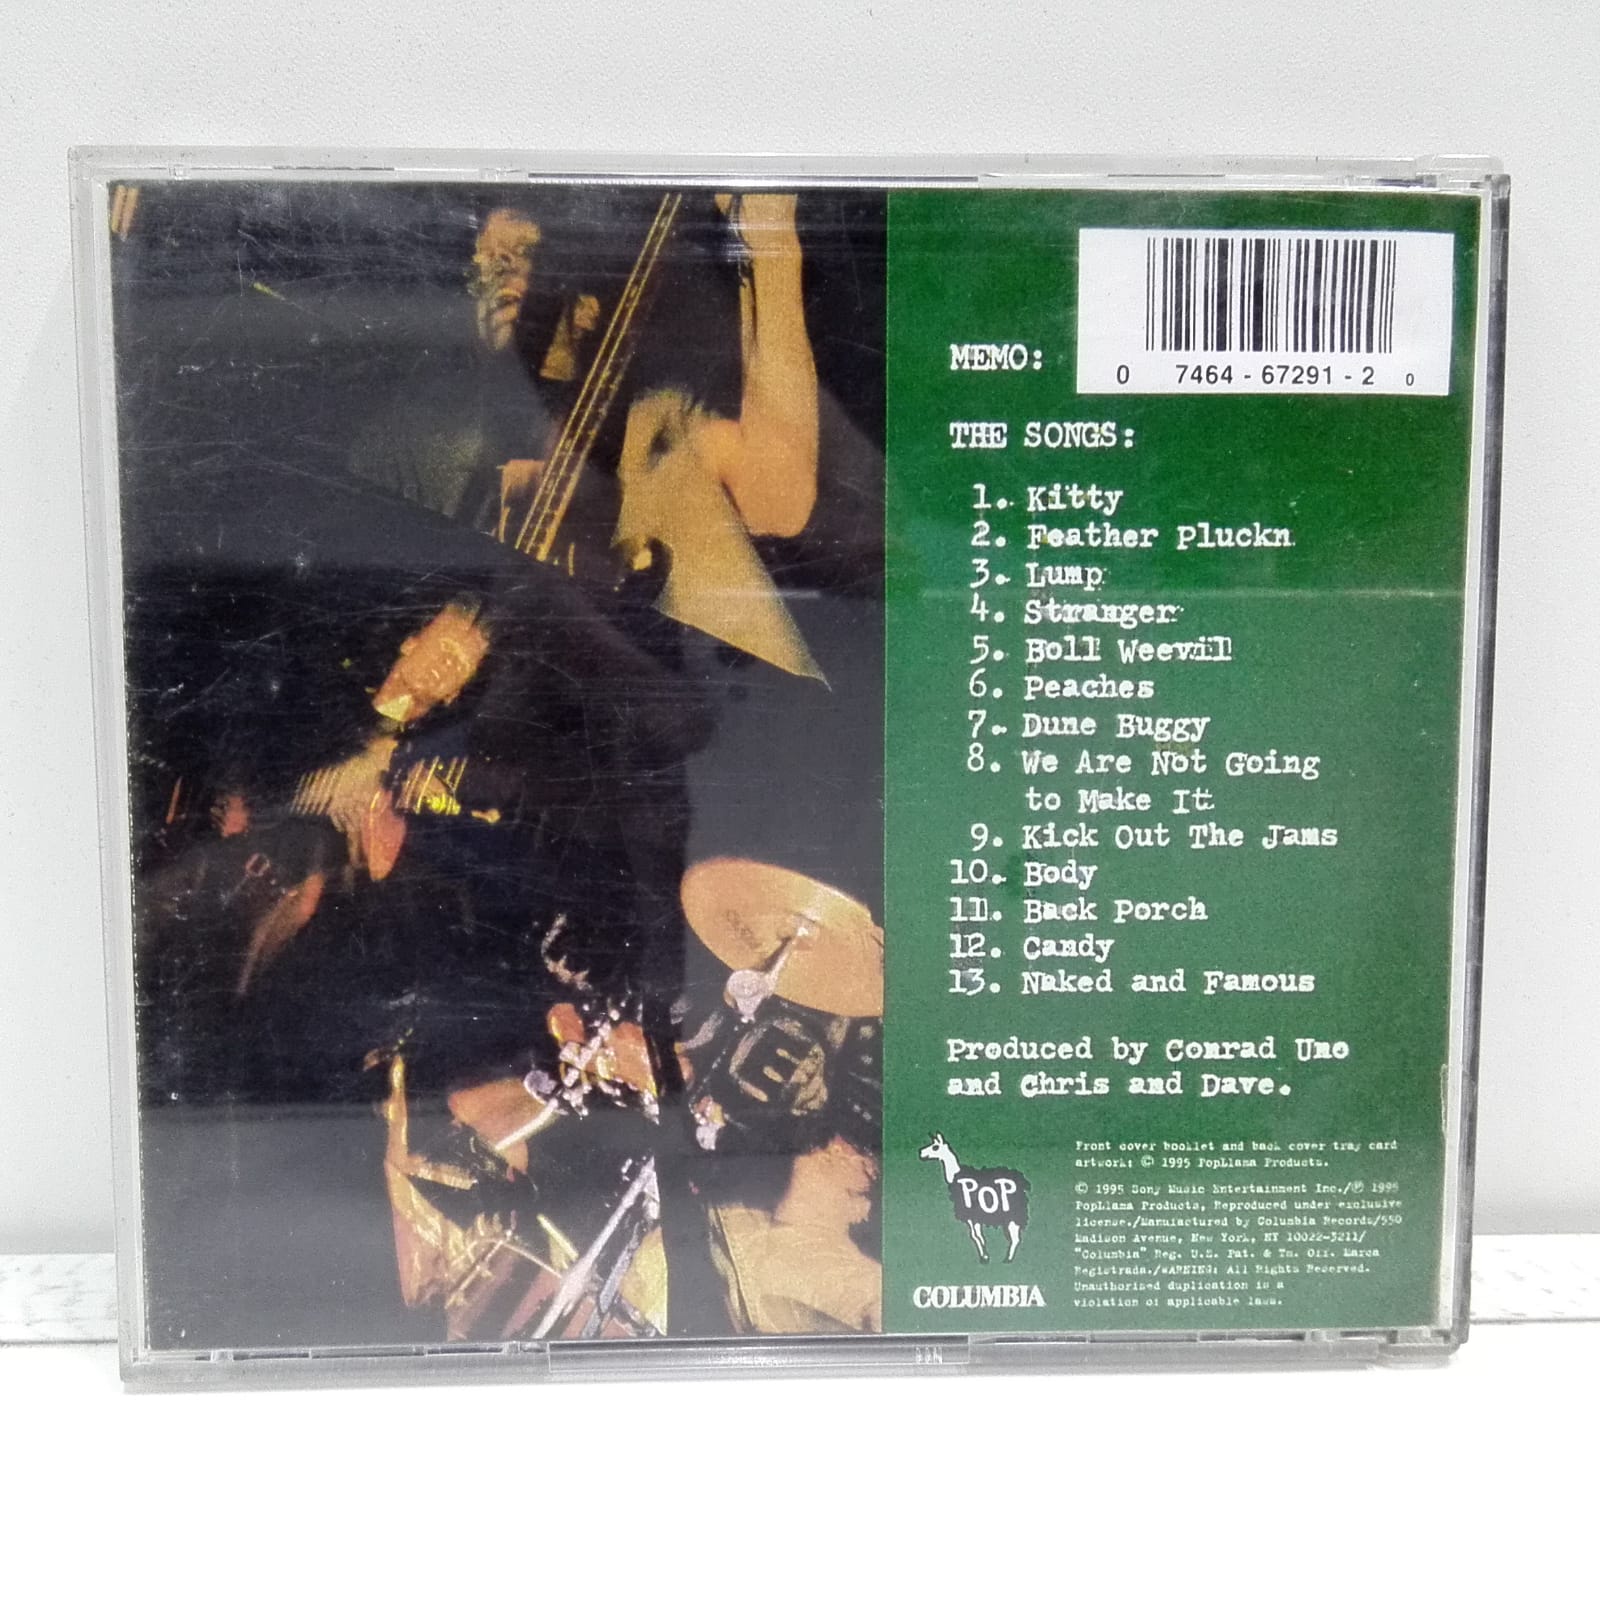 0 7464 - 67291 - 2 0
MEMO:
THE SONGS:
1. Kitty
2. Feather Pluckn
3. Lump
4. Stranger
5. Boll Weevil
6. Peaches
7. Dune Buggy
8. We Are Not Going
to Make It
9. Kick Out The Jams
10. Body
11. Back Porch
12. Candy
13. Naked and Famous
Produced by Conrad Uno
and Chris and Dave.
POP
COLUMBIA
Front cover booklet and back cover tray card
artwork: © 1995 PopLlama Products.
© 1995 Sony Music Entertainment Inc./℗ 1995
PopLlama Products, Reproduced under exclusive
license./Manufactured by Columbia Records/550
Madison Avenue, New York, NY 10022-3211/
"Columbia" Reg. U.S. Pat. & Tm. Off. Marca
Registrada./WARNING: All Rights Reserved.
Unauthorized duplication is a
violation of applicable laws.